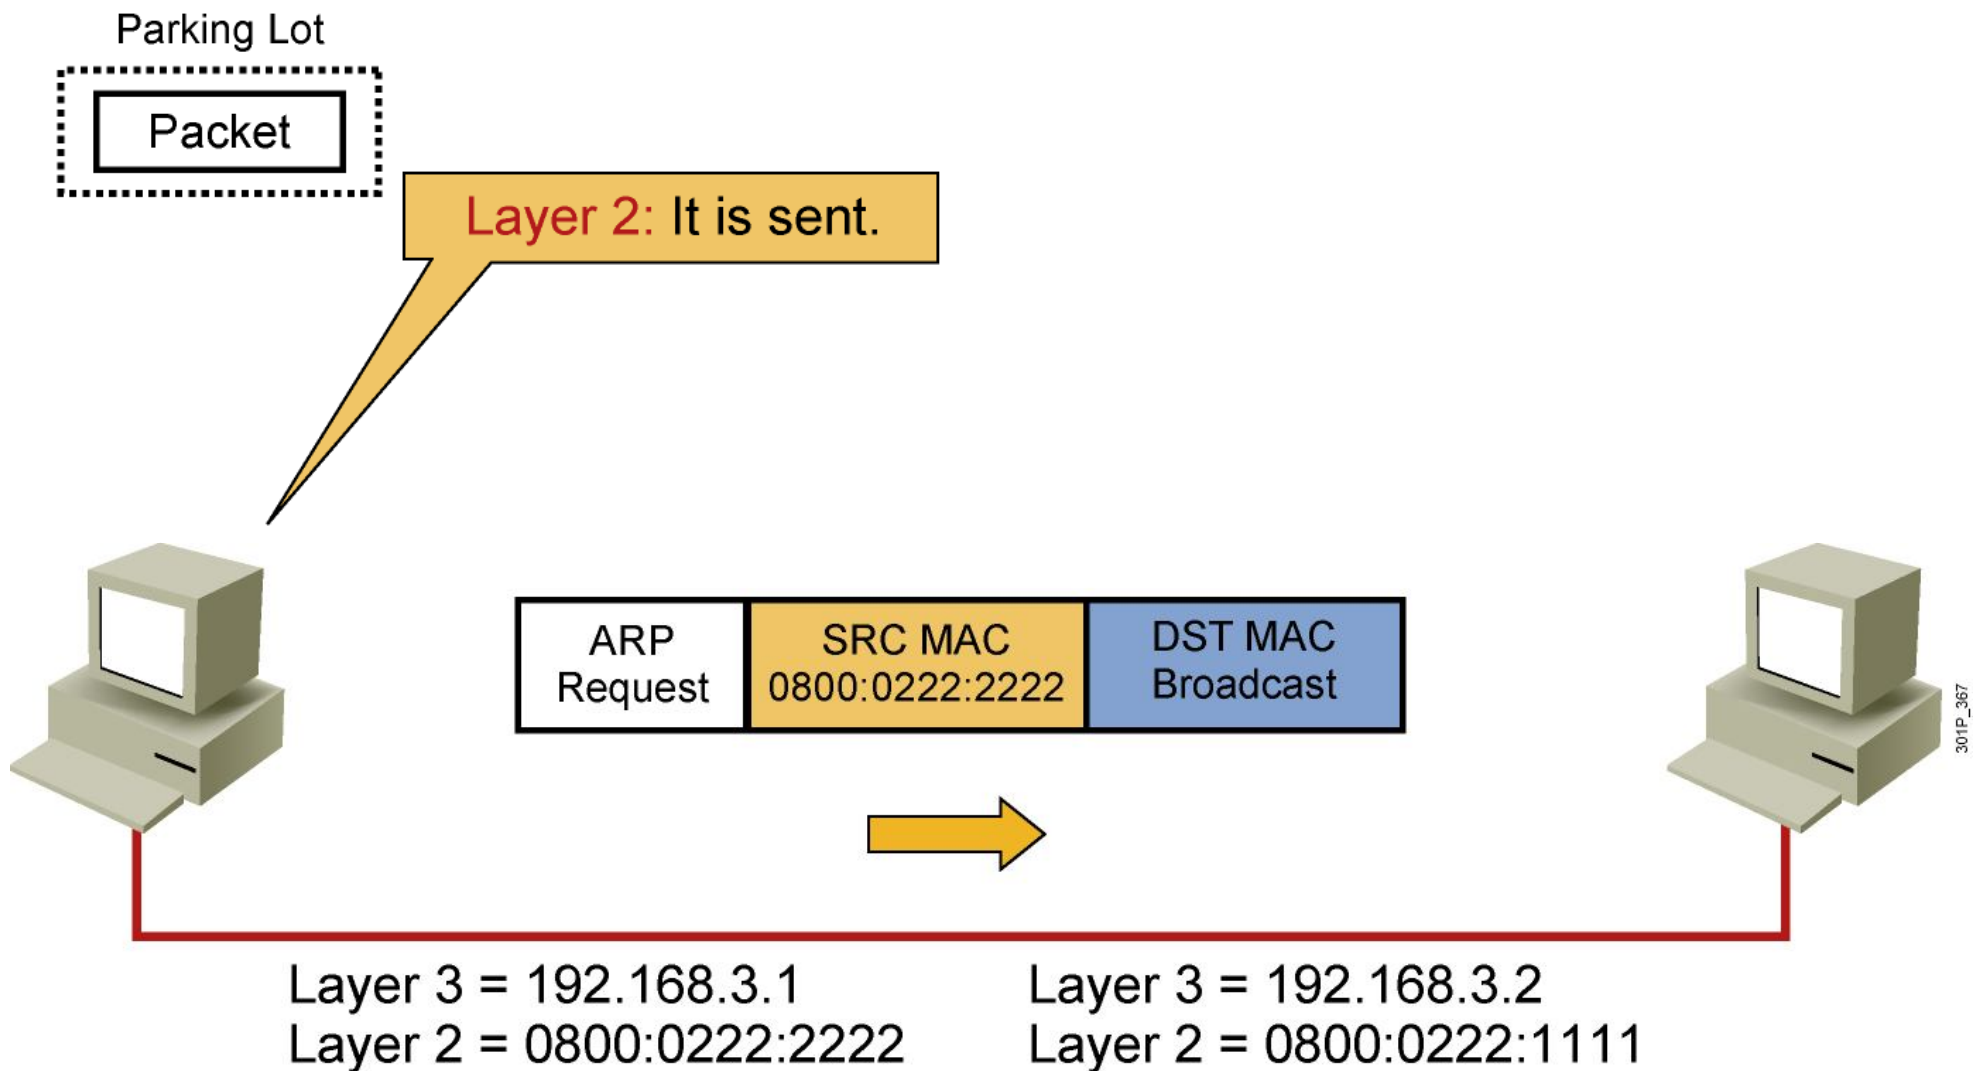 Parking Lot
Packet
Layer 2: It is sent.
ARP
Request
SRC MAC
0800:0222:2222
DST MAC
Broadcast
301P_367
Layer 3 = 192.168.3.1
Layer 2 = 0800:0222:2222
Layer 3 = 192.168.3.2
Layer 2 = 0800:0222:1111